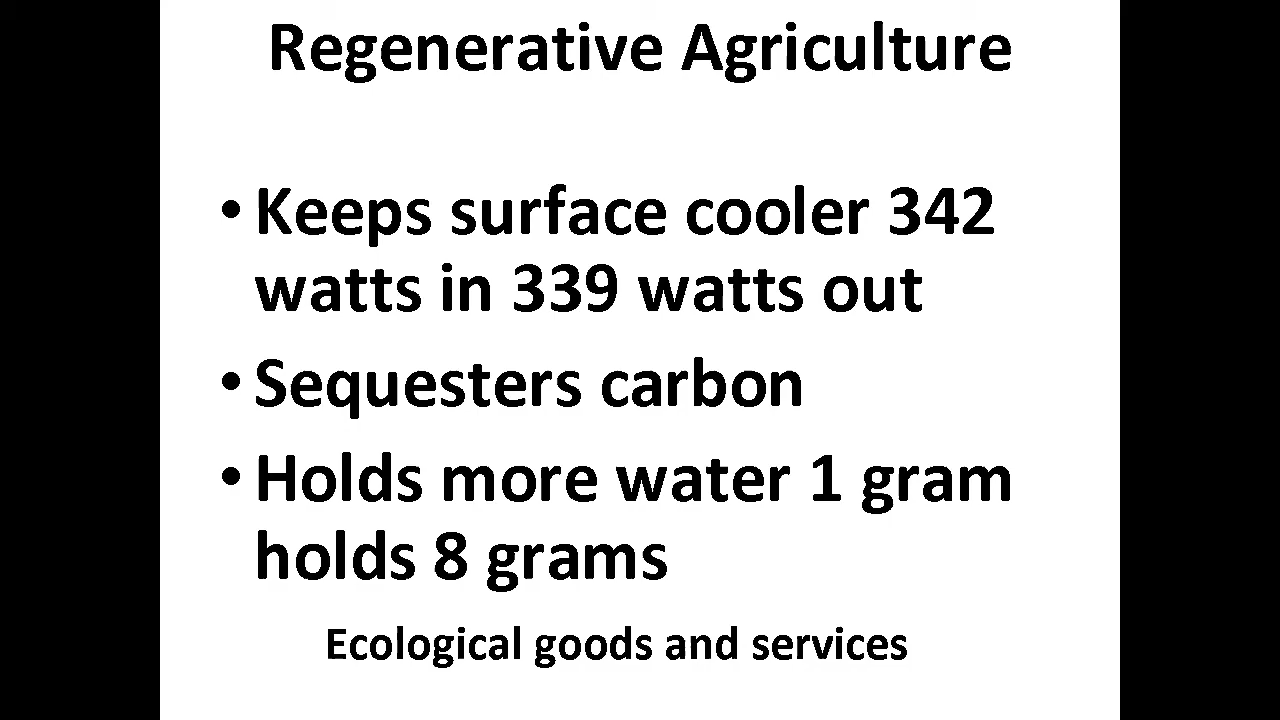 Regenerative Agriculture
• Keeps surface cooler 342
watts in 339 watts out
• Sequesters carbon
• Holds more water 1 gram
holds 8 grams
Ecological goods and services